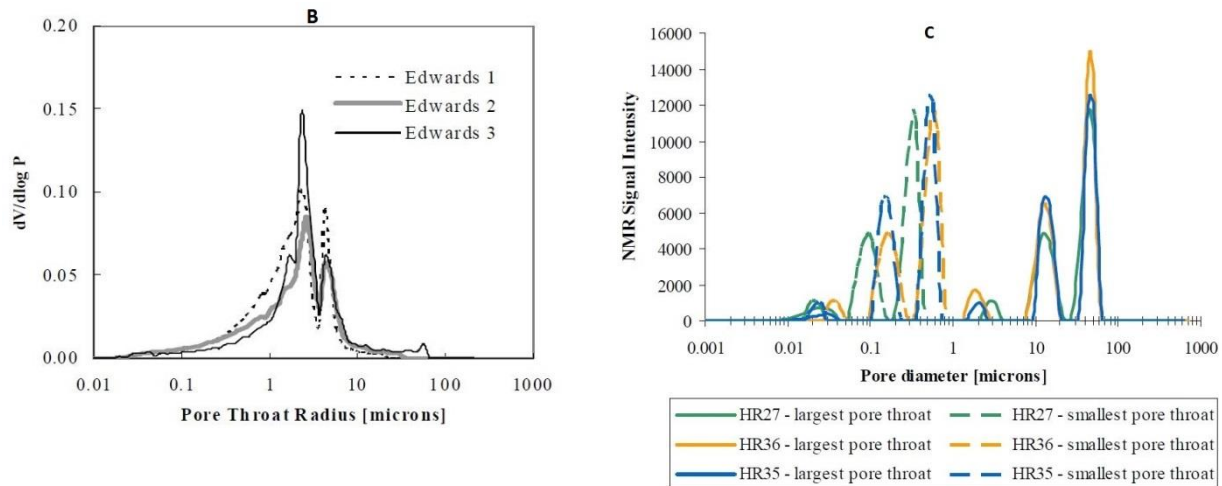 B
0.20
0.15
0.10
0.05
0.00
dV/dlog P
Edwards 1
Edwards 2
Edwards 3
0.01 0.1 1 10 100 1000
Pore Throat Radius [microns]
C
16000
14000
12000
10000
8000
6000
4000
2000
0
NMR Signal Intensity
0.001 0.01 0.1 1 10 100 1000
Pore diameter [microns]
HR27 - largest pore throat HR27 - smallest pore throat
HR36 - largest pore throat HR36 - smallest pore throat
HR35 - largest pore throat HR35 - smallest pore throat